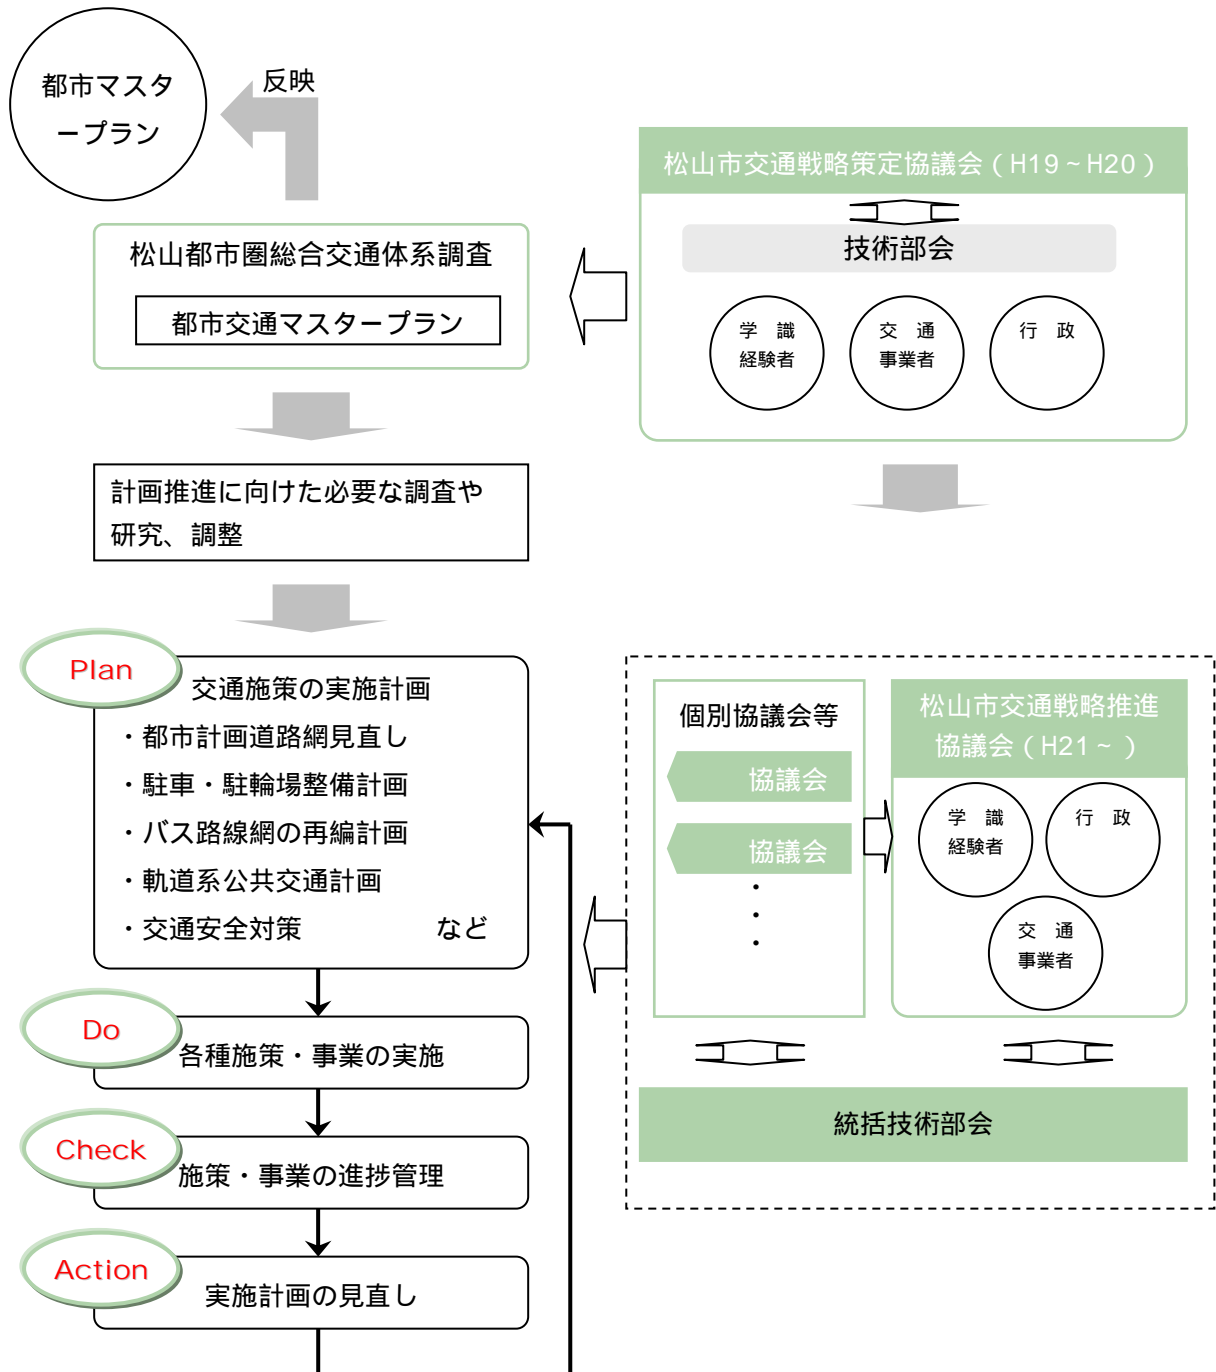 都市マスタ
ープラン
反映
松山都市圏総合交通体系調査
都市交通マスタープラン
松山市交通戦略策定協議会(H19~H20)
技術部会
学 識
経験者
交 通
事業者
行 政
計画推進に向けた必要な調査や
研究、調整
Plan
交通施策の実施計画
・都市計画道路網見直し
・駐車・駐輪場整備計画
・バス路線網の再編計画
・軌道系公共交通計画
・交通安全対策 など
Do
各種施策・事業の実施
Check
施策・事業の進捗管理
Action
実施計画の見直し
個別協議会等
協議会
協議会
・
・
・
松山市交通戦略推進
協議会(H21~)
学 識
経験者
行 政
交 通
事業者
統括技術部会